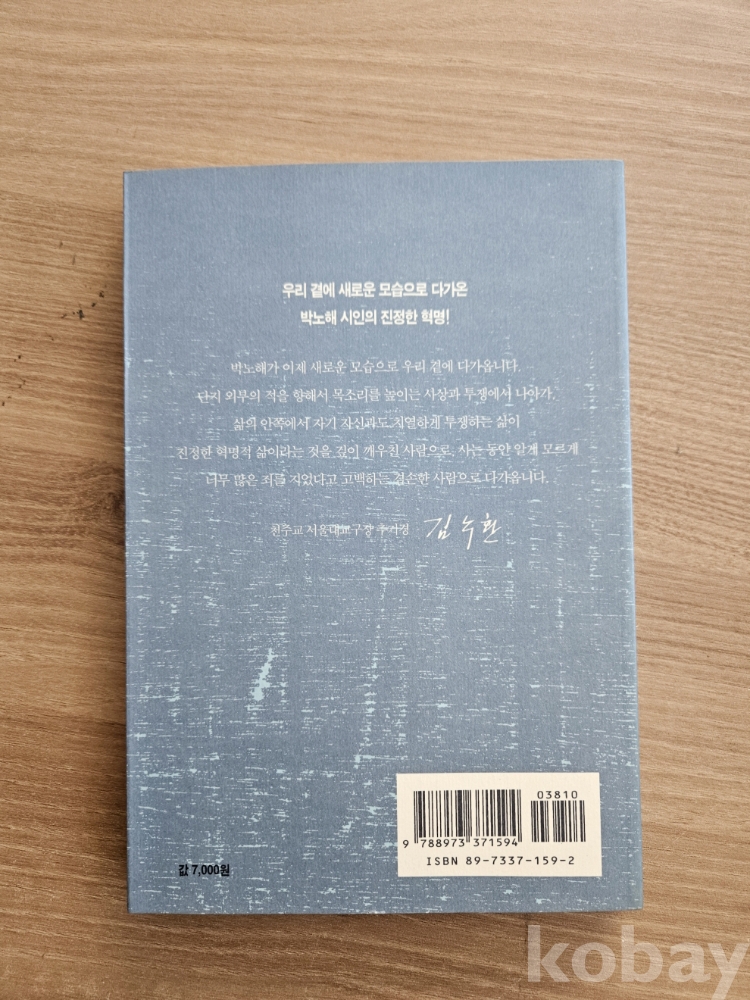 우리 곁에 새로운 모습으로 다가온
박노해 시인의 진정한 혁명!
박노해가 이제 새로운 모습으로 우리 곁에 다가옵니다.
단지 외부의 적을 향해서 목소리를 높이는 사상과 투쟁에서 나아가,
삶의 안쪽에서 자기 자신과도 치열하게 투쟁하는 삶이
진정한 혁명적 삶이라는 것을 깊이 깨우친 사람으로, 사는 동안 알게 모르게
너무 많은 죄를 지었다고 고백하는 겸손한 사람으로 다가옵니다.
천주교 서울대교구장 추기경 김수환
03810
9 788973 371594
ISBN 89-7337-159-2
값 7,000원
kobay